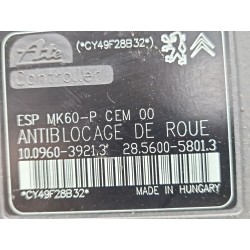 *CY49F28B32*
Ate
Controller
ESP MK60-P CEM 00
ANTIBLOCAGE DE ROUE
10.0960-3921.3 28.5600-5801.3
*CY49F28B32*
MADE IN HUNGARY